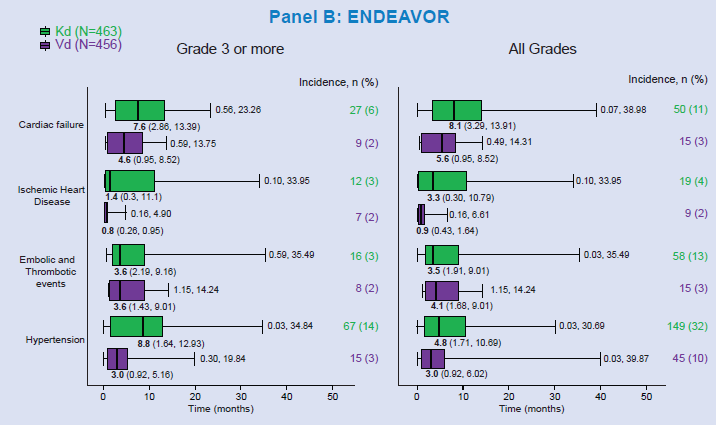 Panel B: ENDEAVOR
Kd (N=463)
Vd (N=456)
Grade 3 or more
All Grades
Incidence, n (%)
Incidence, n (%)
Cardiac failure
0.56, 23.26
27 (6)
7.6 (2.86, 13.39)
0.59, 13.75
9 (2)
4.6 (0.95, 8.52)
0.07, 38.98
50 (11)
8.1 (3.29, 13.91)
0.49, 14.31
15 (3)
5.6 (0.95, 8.52)
Ischemic Heart
Disease
0.10, 33.95
12 (3)
1.4 (0.3, 11.1)
0.16, 4.90
7 (2)
0.8 (0.26, 0.95)
0.10, 33.95
19 (4)
3.3 (0.30, 10.79)
0.16, 6.61
9 (2)
0.9 (0.43, 1.64)
Embolic and
Thrombotic
events
0.59, 35.49
16 (3)
3.6 (2.19, 9.16)
1.15, 14.24
8 (2)
3.6 (1.43, 9.01)
0.03, 35.49
58 (13)
3.5 (1.91, 9.01)
1.15, 14.24
15 (3)
4.1 (1.68, 9.01)
Hypertension
0.03, 34.84
67 (14)
8.8 (1.64, 12.93)
0.30, 19.84
15 (3)
3.0 (0.92, 5.16)
0.03, 30.69
149 (32)
4.8 (1.71, 10.69)
0.03, 39.87
45 (10)
3.0 (0.92, 6.02)
0 10 20 30 40 50
Time (months)
0 10 20 30 40 50
Time (months)